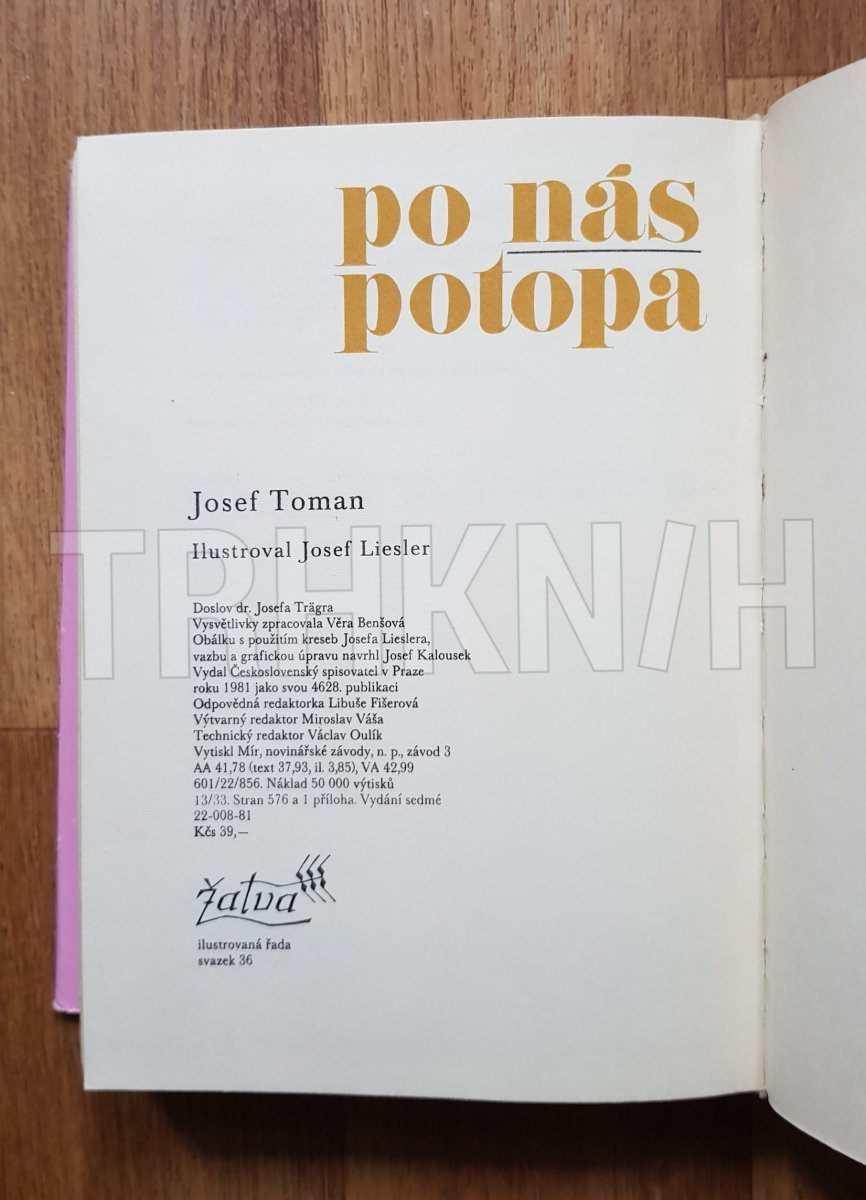 po nás
potopa
Josef Toman
Ilustroval Josef Liesler
Doslov dr. Josefa Trägra
Vysvětlivky zpracovala Věra Benšová
Obálku s použitím kreseb Josefa Lieslera,
vazbu a grafickou úpravu navrhl Josef Kalousek
Vydal Československý spisovatel v Praze
roku 1981 jako svou 4628. publikaci
Odpovědná redaktorka Libuše Fišerová
Výtvarný redaktor Miroslav Váša
Technický redaktor Václav Oulík
Vytiskl Mír, novinářské závody, n. p., závod 3
AA 41,78 (text 37,93, il. 3,85), VA 42,99
601/22/856. Náklad 50 000 výtisků
13/33. Stran 576 a 1 příloha. Vydání sedmé
22-008-81
Kčs 39,—
žatva
ilustrovaná řada
svazek 36
TRHKN/H